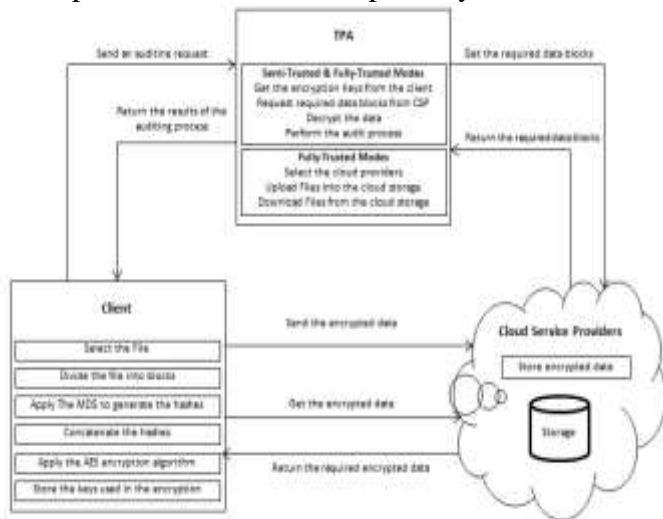 TPA
Send an auditing request
Get the required data blocks
Semi-Trusted & Fully-Trusted Modes
Get the encryption keys from the client
Request required data blocks from CSP
Decrypt the data
Perform the audit process
Return the results of the
auditing process
Return the required data blocks
Fully-Trusted Modes
Select the cloud providers
Upload Files into the cloud storage
Download Files from the cloud storage
Client
Select the File
Divide the file into blocks
Apply The MD5 to generate the hashes
Concatenate the hashes
Apply the AES encryption algorithm
Store the keys used in the encryption
Send the encrypted data
Get the encrypted data
Return the required encrypted data
Cloud Service Providers
Store encrypted data
Storage